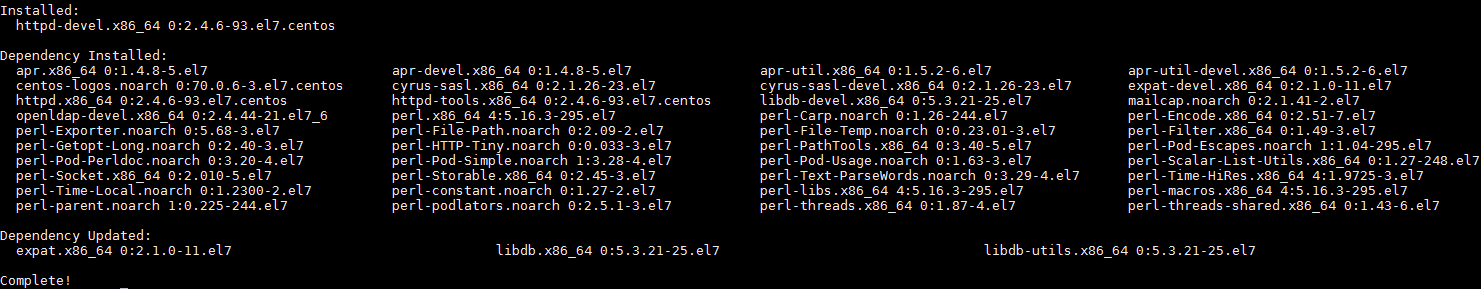 Installed:
httpd-devel.x86_64 0:2.4.6-93.el7.centos
Dependency Installed:
apr.x86_64 0:1.4.8-5.el7 apr-devel.x86_64 0:1.4.8-5.el7 apr-util.x86_64 0:1.5.2-6.el7 apr-util-devel.x86_64 0:1.5.2-6.el7
centos-logos.noarch 0:70.0.6-3.el7.centos cyrus-sasl.x86_64 0:2.1.26-23.el7 cyrus-sasl-devel.x86_64 0:2.1.26-23.el7 expat-devel.x86_64 0:2.1.0-11.el7
httpd.x86_64 0:2.4.6-93.el7.centos httpd-tools.x86_64 0:2.4.6-93.el7.centos libdb-devel.x86_64 0:5.3.21-25.el7 mailcap.noarch 0:2.1.41-2.el7
openldap-devel.x86_64 0:2.4.44-21.el7_6 perl.x86_64 4:5.16.3-295.el7 perl-Carp.noarch 0:1.26-244.el7 perl-Encode.x86_64 0:2.51-7.el7
perl-Exporter.noarch 0:5.68-3.el7 perl-File-Path.noarch 0:2.09-2.el7 perl-File-Temp.noarch 0:0.23.01-3.el7 perl-Filter.x86_64 0:1.49-3.el7
perl-Getopt-Long.noarch 0:2.40-3.el7 perl-HTTP-Tiny.noarch 0:0.033-3.el7 perl-PathTools.x86_64 0:3.40-5.el7 perl-Pod-Escapes.noarch 1:1.04-295.el7
perl-Pod-Perldoc.noarch 0:3.20-4.el7 perl-Pod-Simple.noarch 1:3.28-4.el7 perl-Pod-Usage.noarch 0:1.63-3.el7 perl-Scalar-List-Utils.x86_64 0:1.27-248.el7
perl-Socket.x86_64 0:2.010-5.el7 perl-Storable.x86_64 0:2.45-3.el7 perl-Text-ParseWords.noarch 0:3.29-4.el7 perl-Time-HiRes.x86_64 4:1.9725-3.el7
perl-Time-Local.noarch 0:1.2300-2.el7 perl-constant.noarch 0:1.27-2.el7 perl-libs.x86_64 4:5.16.3-295.el7 perl-macros.x86_64 4:5.16.3-295.el7
perl-parent.noarch 1:0.225-244.el7 perl-podlators.noarch 0:2.5.1-3.el7 perl-threads.x86_64 0:1.87-4.el7 perl-threads-shared.x86_64 0:1.43-6.el7
Dependency Updated:
expat.x86_64 0:2.1.0-11.el7 libdb.x86_64 0:5.3.21-25.el7 libdb-utils.x86_64 0:5.3.21-25.el7
Complete!